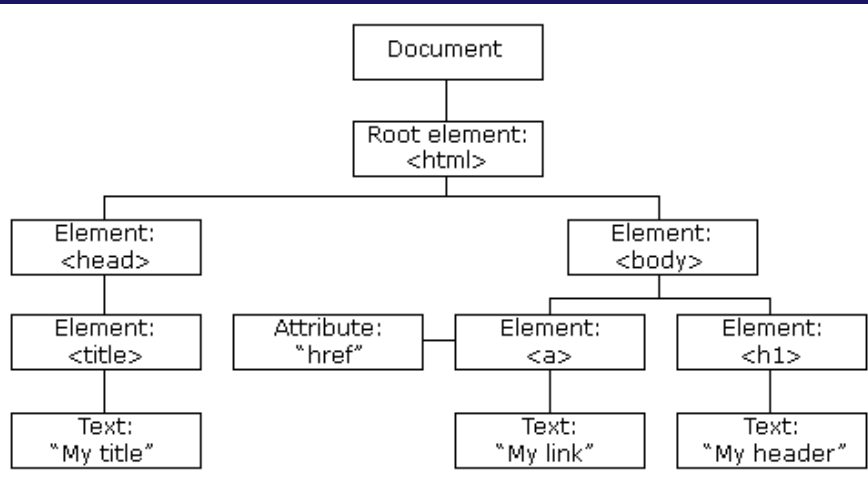 Document
Root element:
<html>
Element:
<head>
Element:
<body>
Element:
<title>
Attribute:
“href”
Element:
<a>
Element:
<h1>
Text:
“My title”
Text:
“My link”
Text:
“My header”